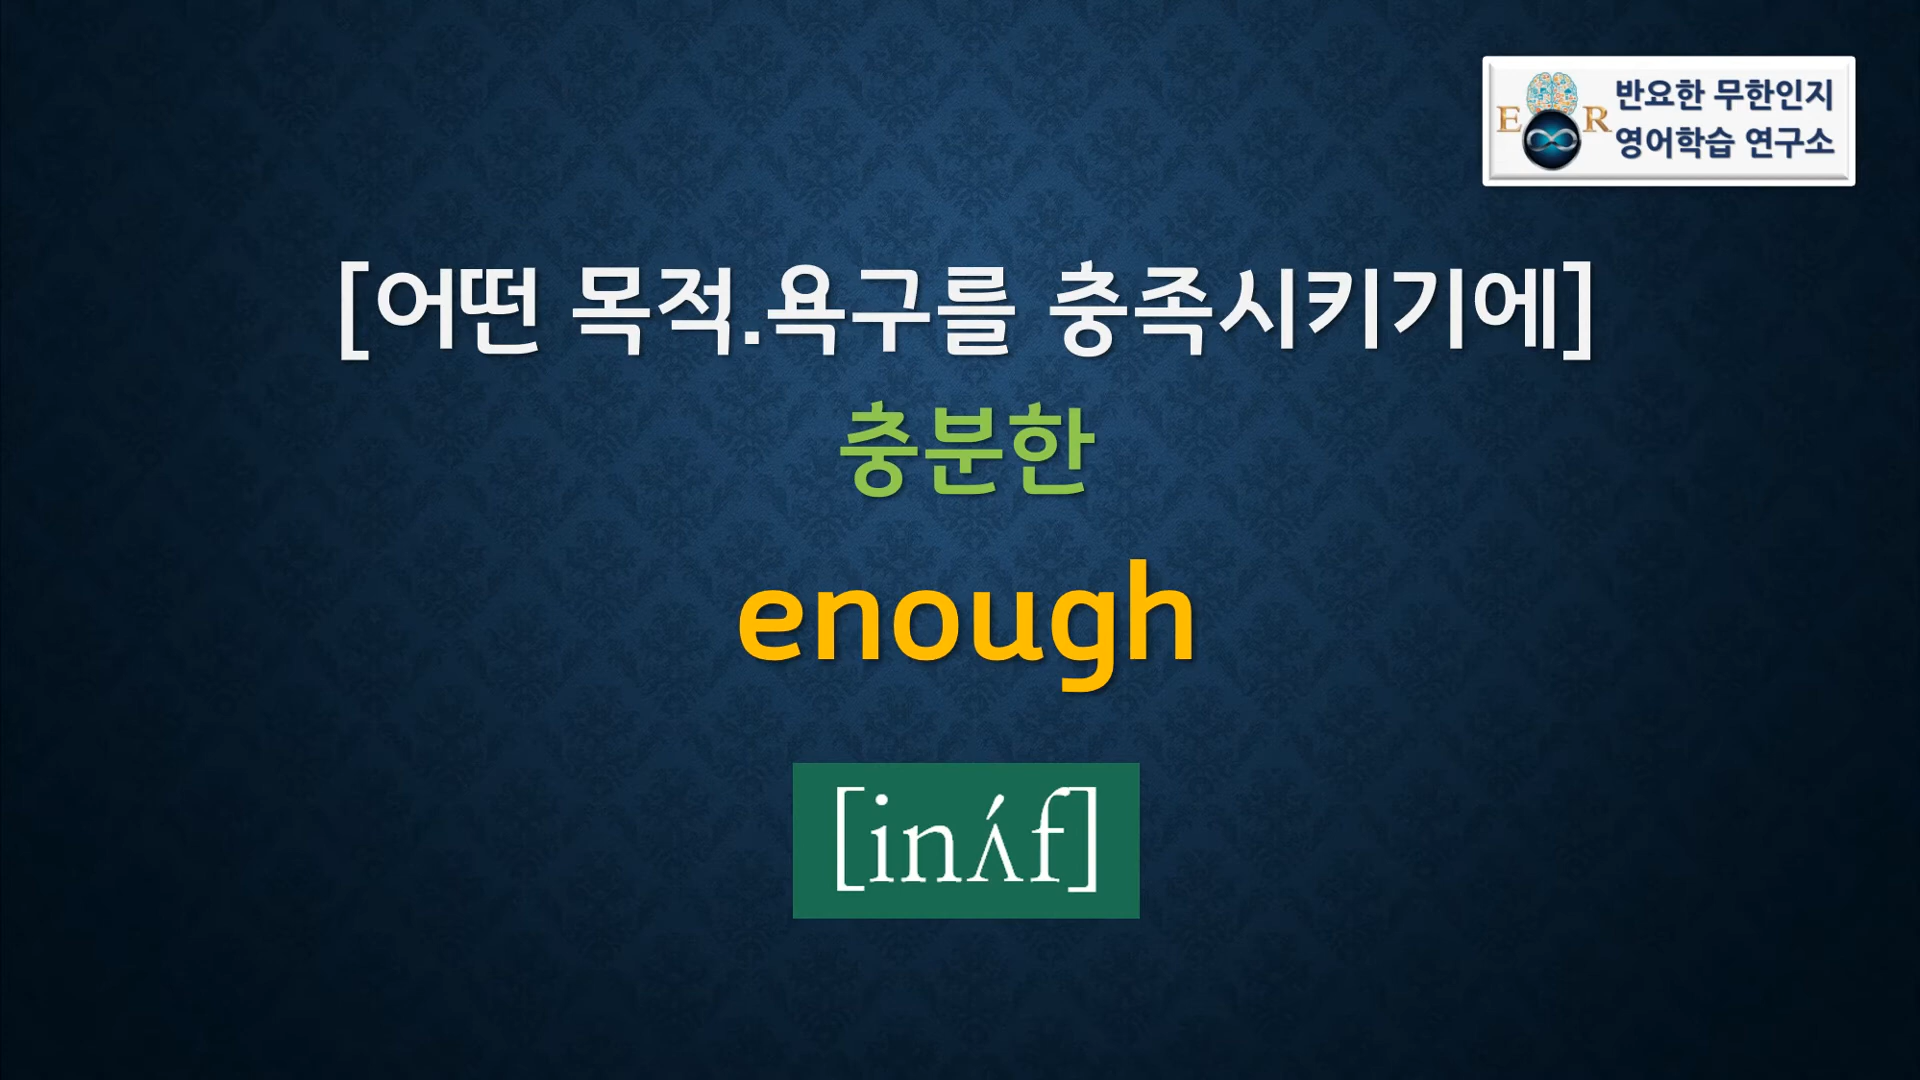 E R 반요한 무한인지
영어학습 연구소
[어떤 목적.욕구를 충족시키기에]
충분한
enough
[inʌ́f]